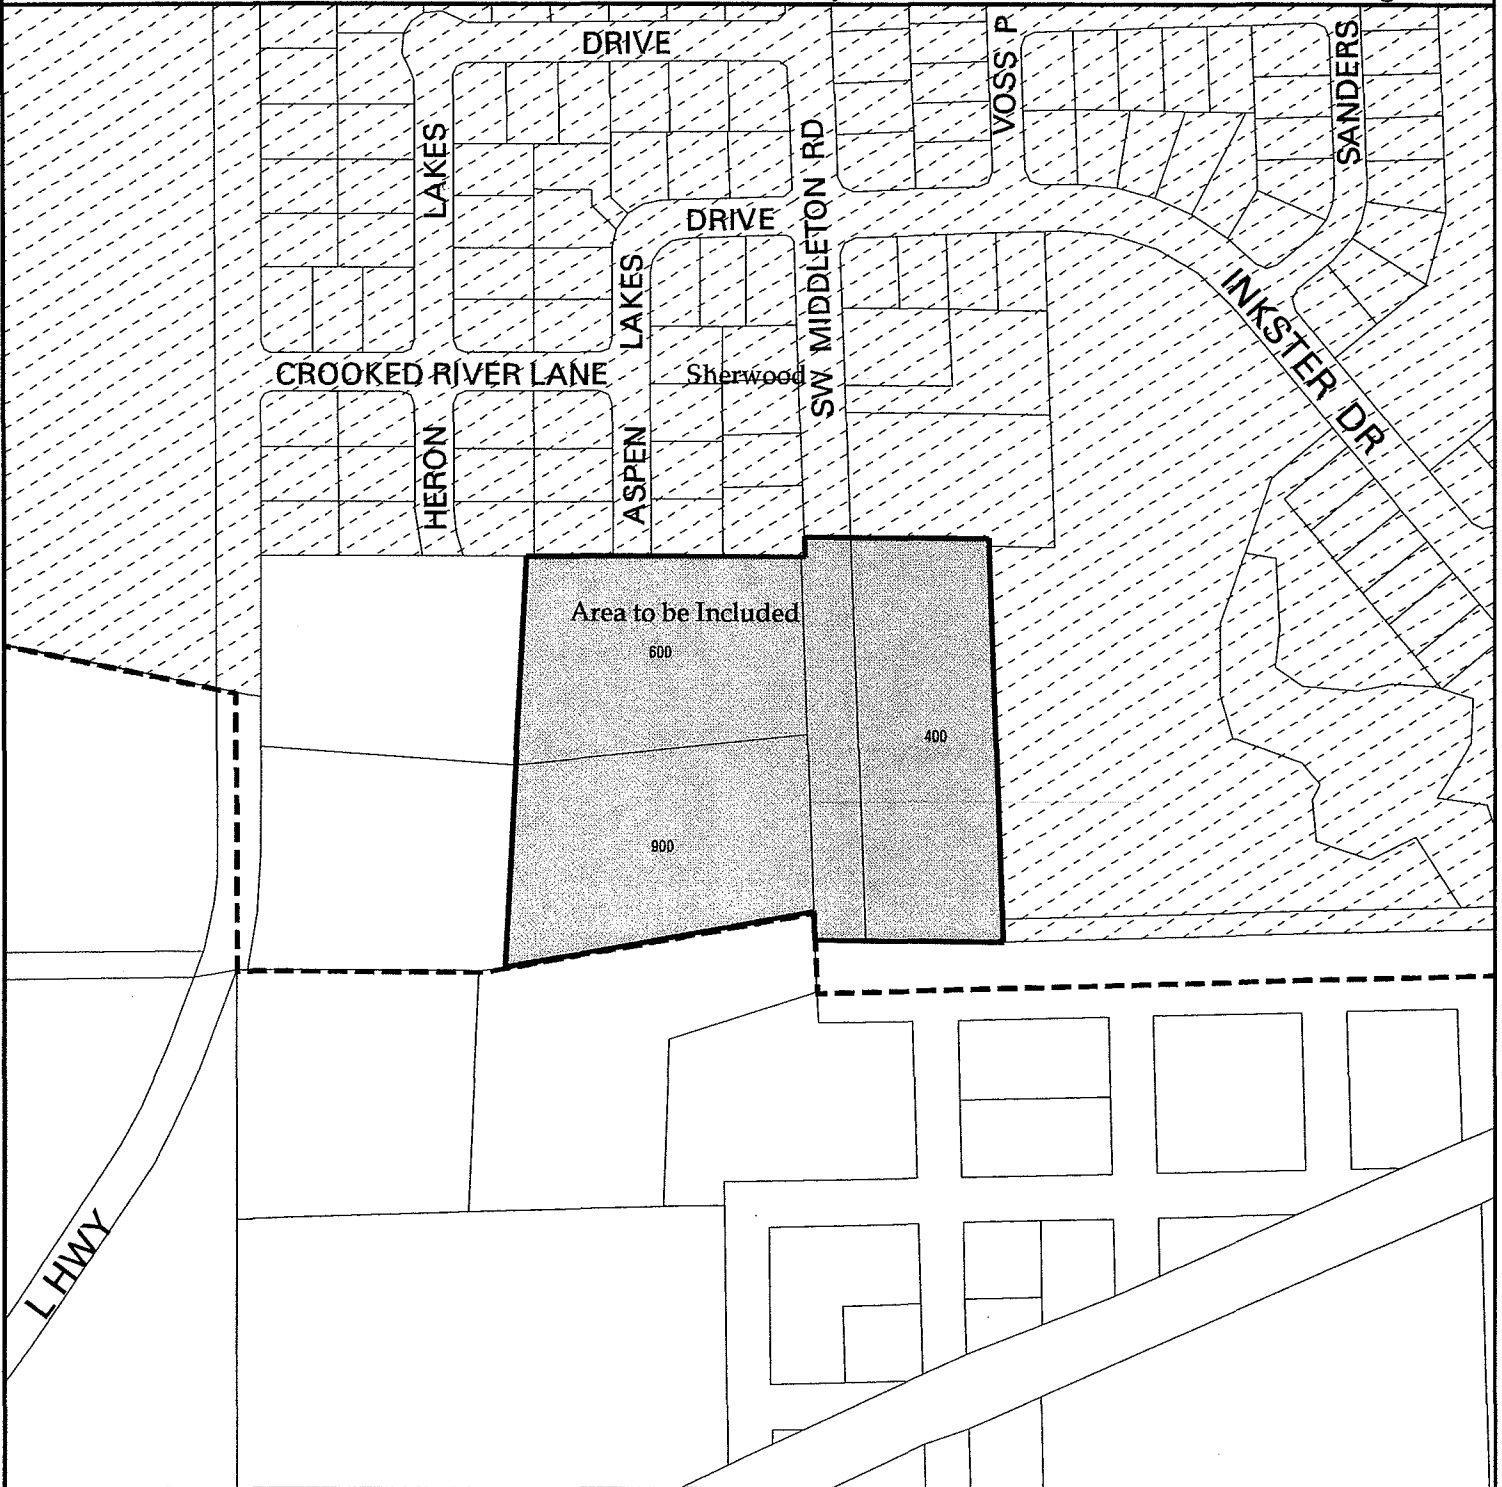 DRIVE
VOSS P
SANDERS
LAKES
SW MIDDLETON RD
DRIVE
LAKES
INKSTER DR
CROOKED RIVER LANE
Sherwood
HERON
ASPEN
Area to be Included
600
400
900
L HWY